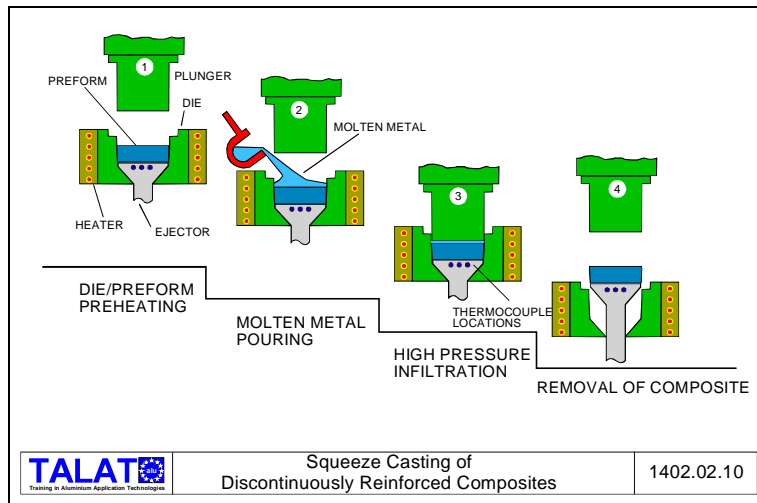 1
PREFORM
PLUNGER
DIE
HEATER
EJECTOR
DIE/PREFORM
PREHEATING
2
MOLTEN METAL
MOLTEN METAL
POURING
3
THERMOCOUPLE
LOCATIONS
HIGH PRESSURE
INFILTRATION
4
REMOVAL OF COMPOSITE
TALAT
alu
Training in Aluminium Application Technologies
Squeeze Casting of
Discontinuously Reinforced Composites
1402.02.10